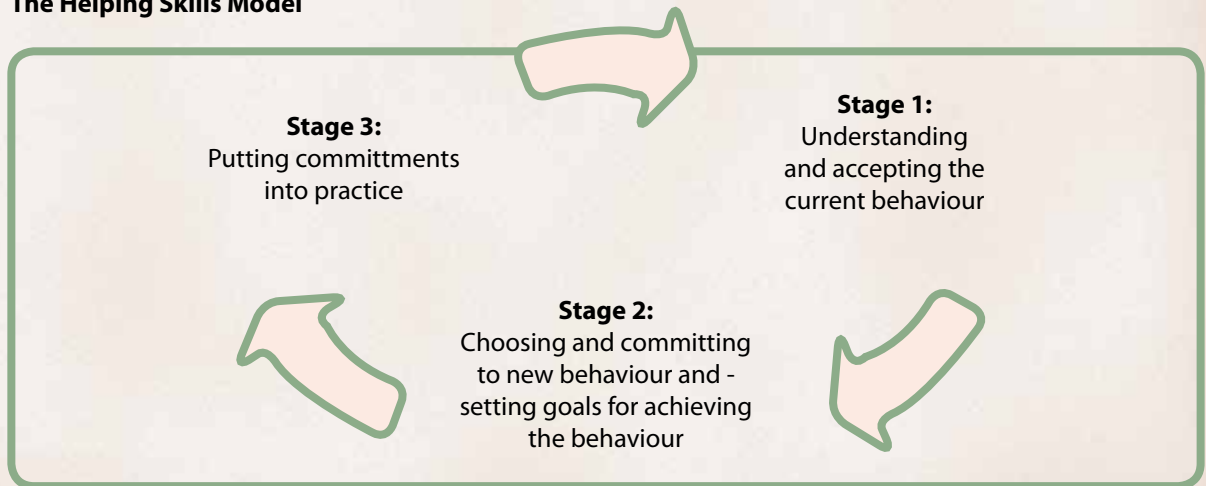 The Helping Skills Model
Stage 3:
Putting committments
into practice
Stage 1:
Understanding
and accepting the
current behaviour
Stage 2:
Choosing and committing
to new behaviour and -
setting goals for achieving
the behaviour